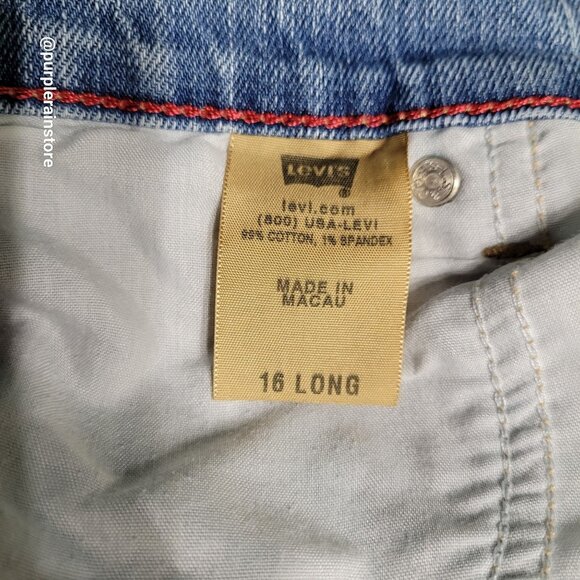 @purplerainstore
LEVI'S
®
levi.com
(800) USA-LEVI
99% COTTON, 1% SPANDEX
MADE IN
MACAU
16 LONG